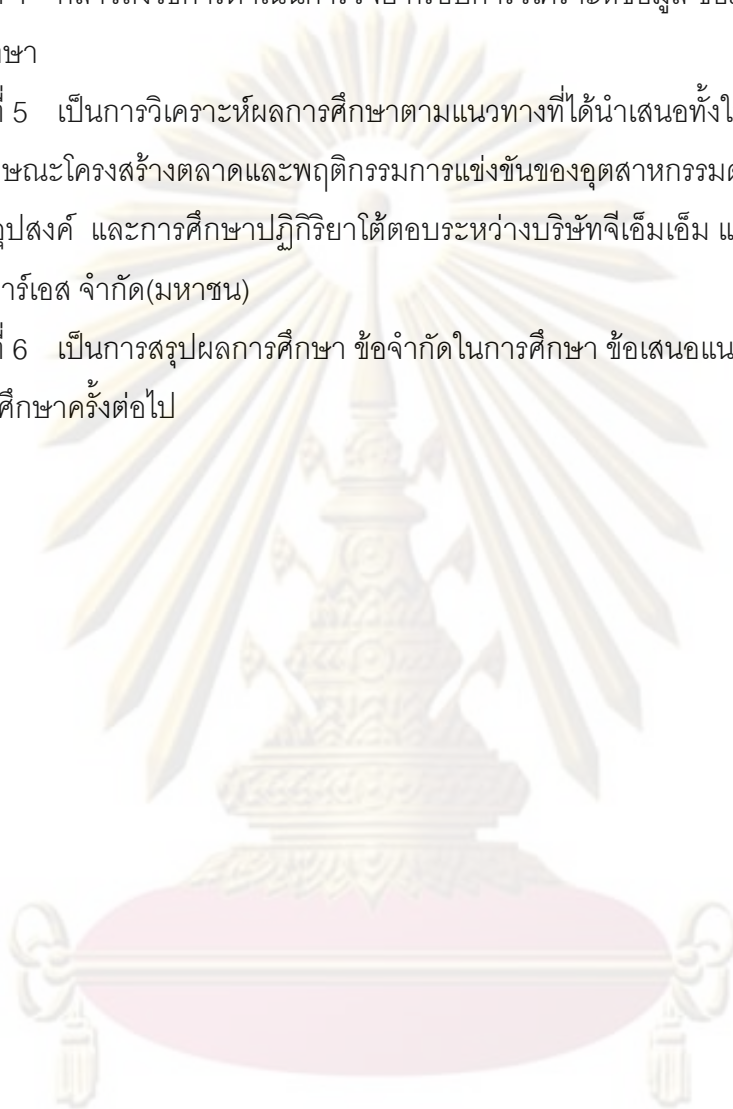 ษา
ที่ 5 เป็นการวิเคราะห์ผลการศึกษาตามแนวทางที่ได้นำเสนอทั้งใ
ษณะโครงสร้างตลาดและพฤติกรรมการแข่งขันของอุตสาหกรรม
อุปสงค์ และการศึกษาปฏิกิริยาโต้ตอบระหว่างบริษัทจีเอ็มเอ็ม แ
าร์เอส จำกัด(มหาชน)
ที่ 6 เป็นการสรุปผลการศึกษา ข้อจำกัดในการศึกษา ข้อเสนอแน
ศึกษาครั้งต่อไป